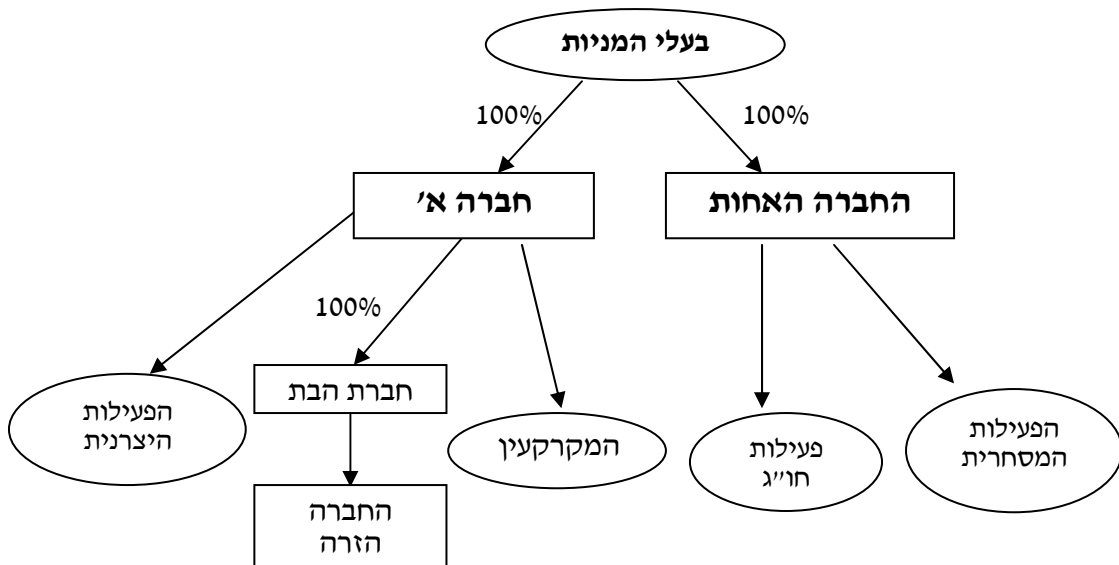 בעלי המניות
100%
100%
החברה האחות
חברה א'
100%
הפעילות
המסחרית
פעילות
חו"ג
המקרקעין
חברת הבת
הפעילות
היצרנית
החברה
הזרה